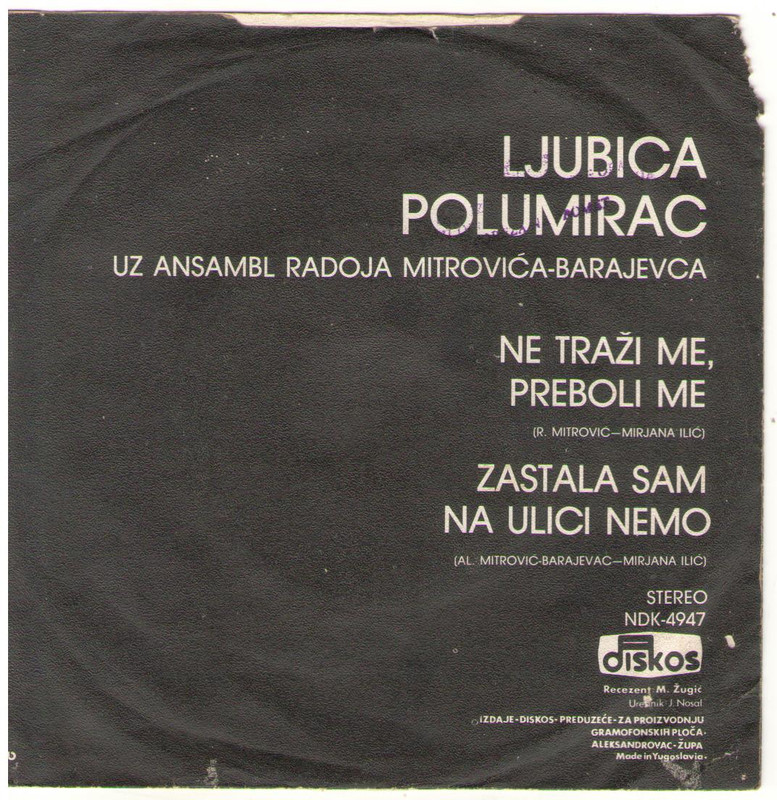 LJUBICA
POLUMIRAC
UZ ANSAMBL RADOJA MITROVIĆA-BARAJEVCA
NE TRAŽI ME,
PREBOLI ME
(R. MITROVIĆ—MIRJANA ILIĆ)
ZASTALA SAM
NA ULICI NEMO
(AL. MITROVIĆ-BARAJEVAC—MIRJANA ILIĆ)
STEREO
NDK-4947
diskos
Recezent M. Žugić
Urednik J. Nosal
IZDAJE-DISKOS-PREDUZEĆE-ZA PROIZVODNJU
GRAMOFONSKIH PLOČA-
ALEKSANDROVAC-ŽUPA
Made in Yugoslavia-